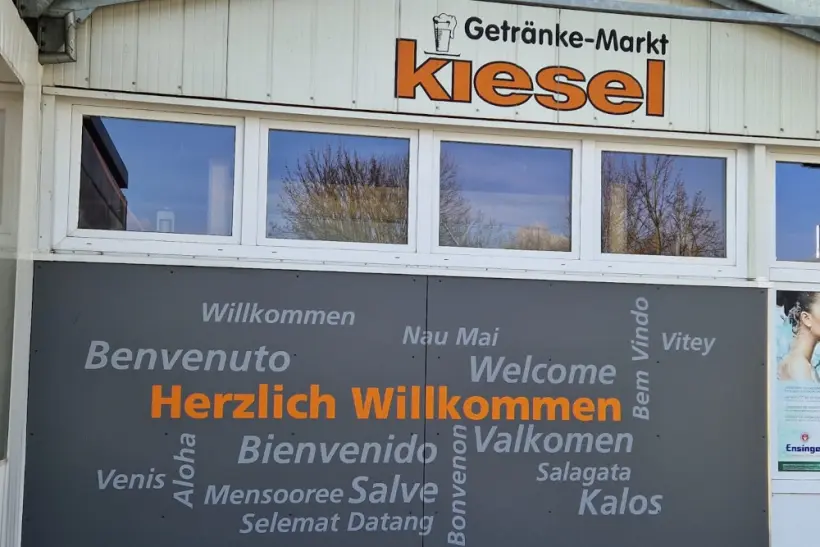 Getränke-Markt
kiesel
Willkommen
Nau Mai
Bem Vindo
Vitey
Benvenuto
Welcome
Herzlich Willkommen
Aloha
Bienvenido
Bonvenon
Valkomen
Venis
Mensooree
Salve
Salagata
Kalos
Selemat Datang